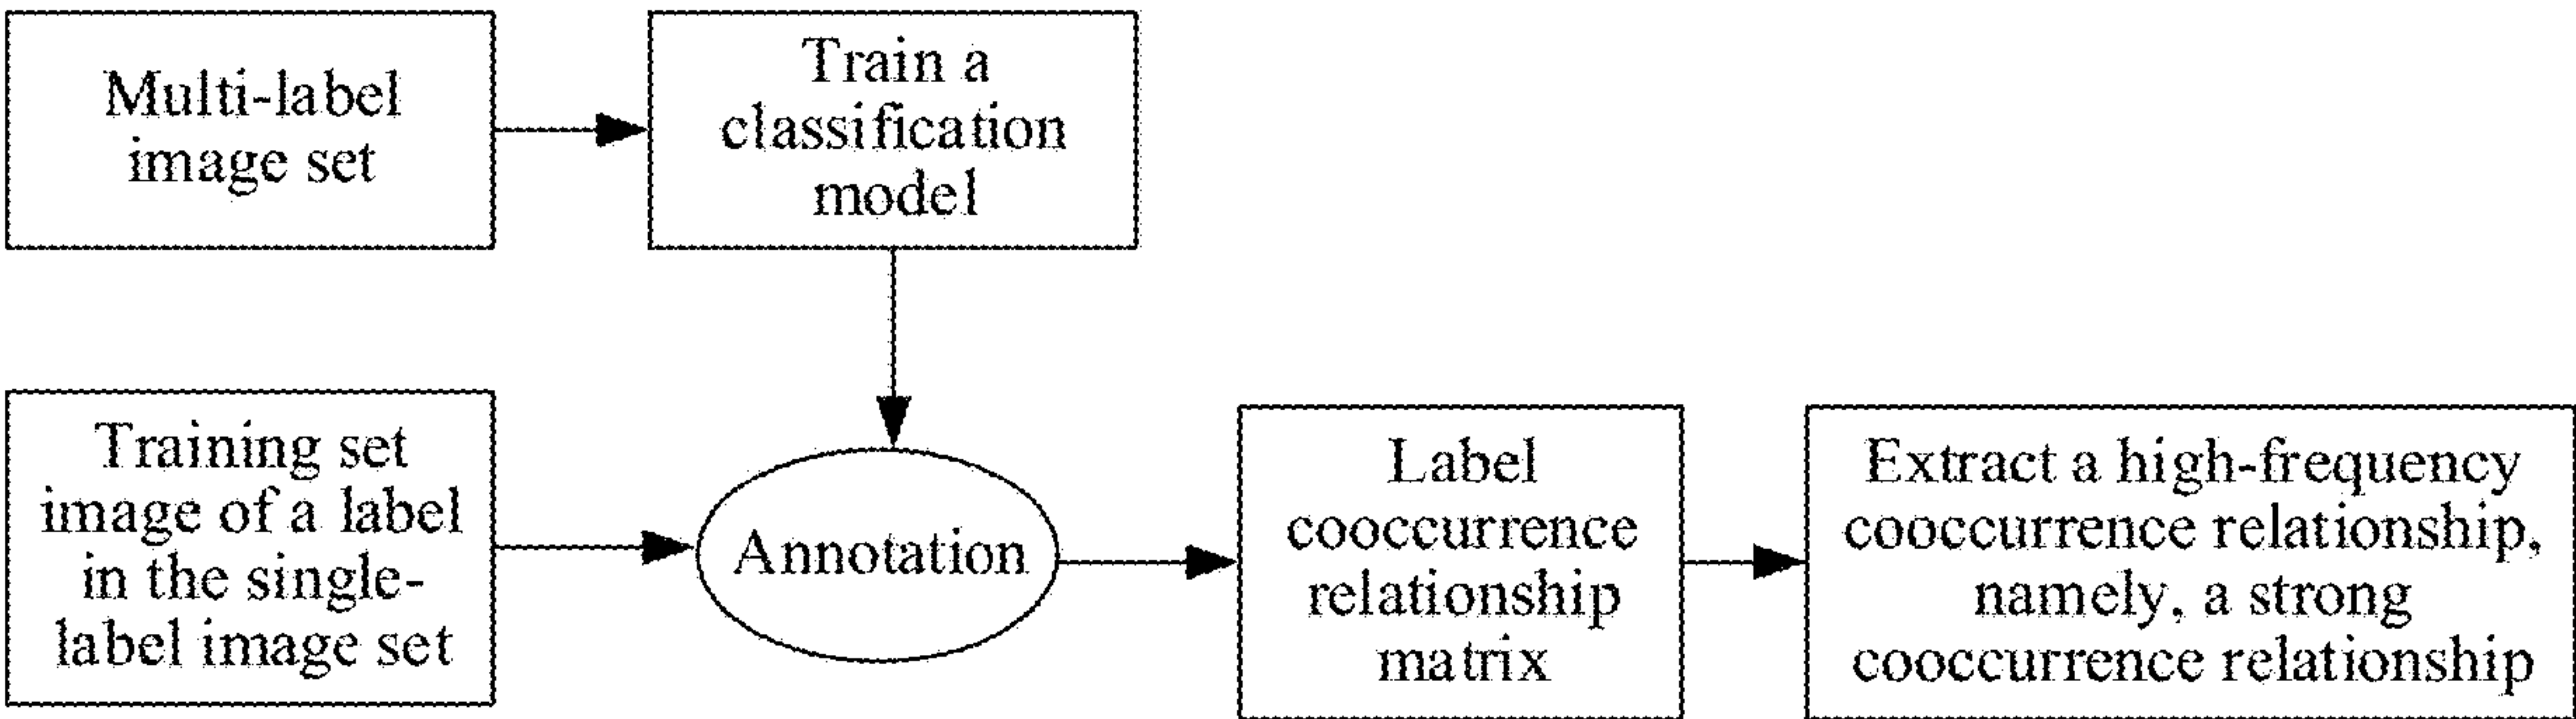 Multi-label
image set
Train a
classification
model
Training set
image of a label
in the single-
label image set
Annotation
Label
cooccurrence
relationship
matrix
Extract a high-frequency
cooccurrence relationship,
namely, a strong
cooccurrence relationship